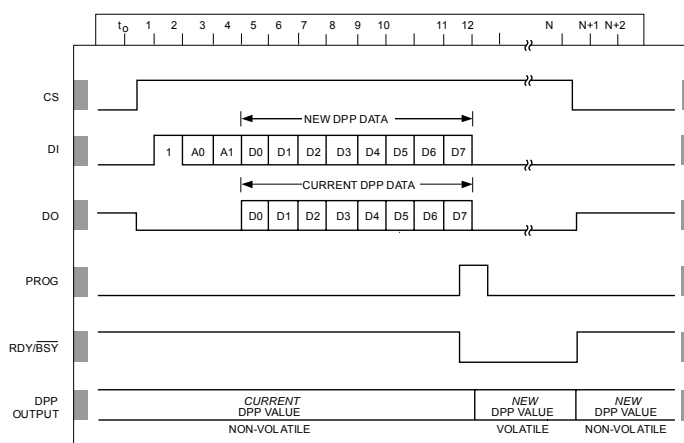 to 1 2 3 4 5 6 7 8 9 10 11 12 N N+1 N+2
CS
NEW DPP DATA
DI 1 A0 A1 D0 D1 D2 D3 D4 D5 D6 D7
CURRENT DPP DATA
DO D0 D1 D2 D3 D4 D5 D6 D7
PROG
RDY/BSY
DPP OUTPUT
CURRENT DPP VALUE
NON-VOLATILE
NEW DPP VALUE
VOLATILE
NEW DPP VALUE
NON-VOLATILE